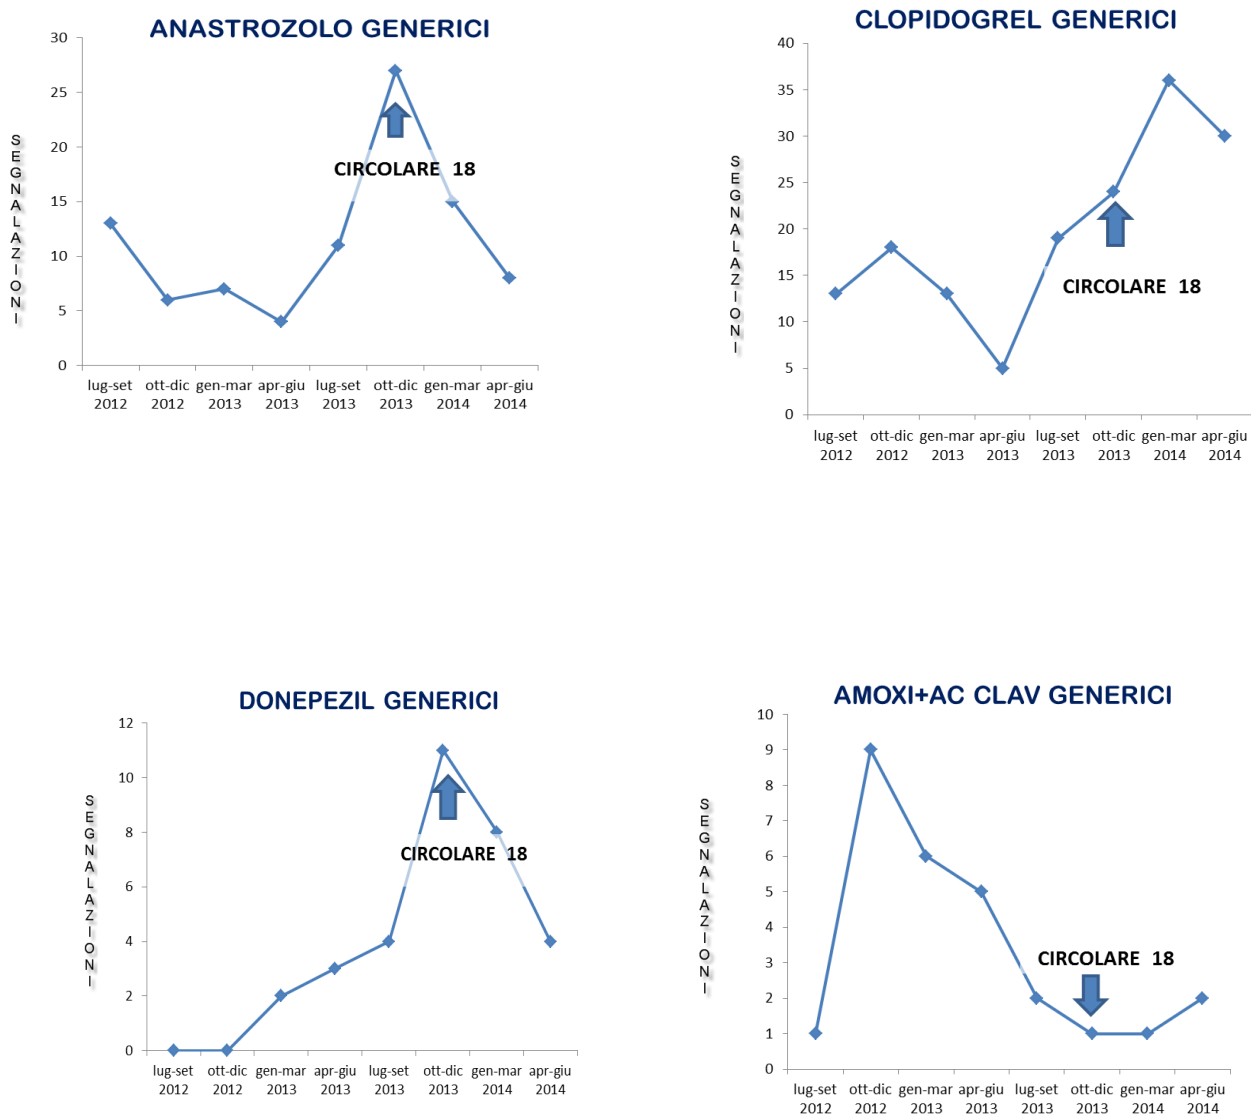 ANASTROZOLO GENERICI
SEGNALAZIONI
30
25
20
15
10
5
0
CIRCOLARE 18
lug-set ott-dic gen-mar apr-giu lug-set ott-dic gen-mar apr-giu
2012 2012 2013 2013 2013 2013 2014 2014
CLOPIDOGREL GENERICI
SEGNALAZIONI
40
35
30
25
20
15
10
5
0
CIRCOLARE 18
lug-set ott-dic gen-mar apr-giu lug-set ott-dic gen-mar apr-giu
2012 2012 2013 2013 2013 2013 2014 2014
DONEPEZIL GENERICI
SEGNALAZIONI
12
10
8
6
4
2
0
CIRCOLARE 18
lug-set ott-dic gen-mar apr-giu lug-set ott-dic gen-mar apr-giu
2012 2012 2013 2013 2013 2013 2014 2014
AMOXI+AC CLAV GENERICI
SEGNALAZIONI
10
9
8
7
6
5
4
3
2
1
0
CIRCOLARE 18
lug-set ott-dic gen-mar apr-giu lug-set ott-dic gen-mar apr-giu
2012 2012 2013 2013 2013 2013 2014 2014